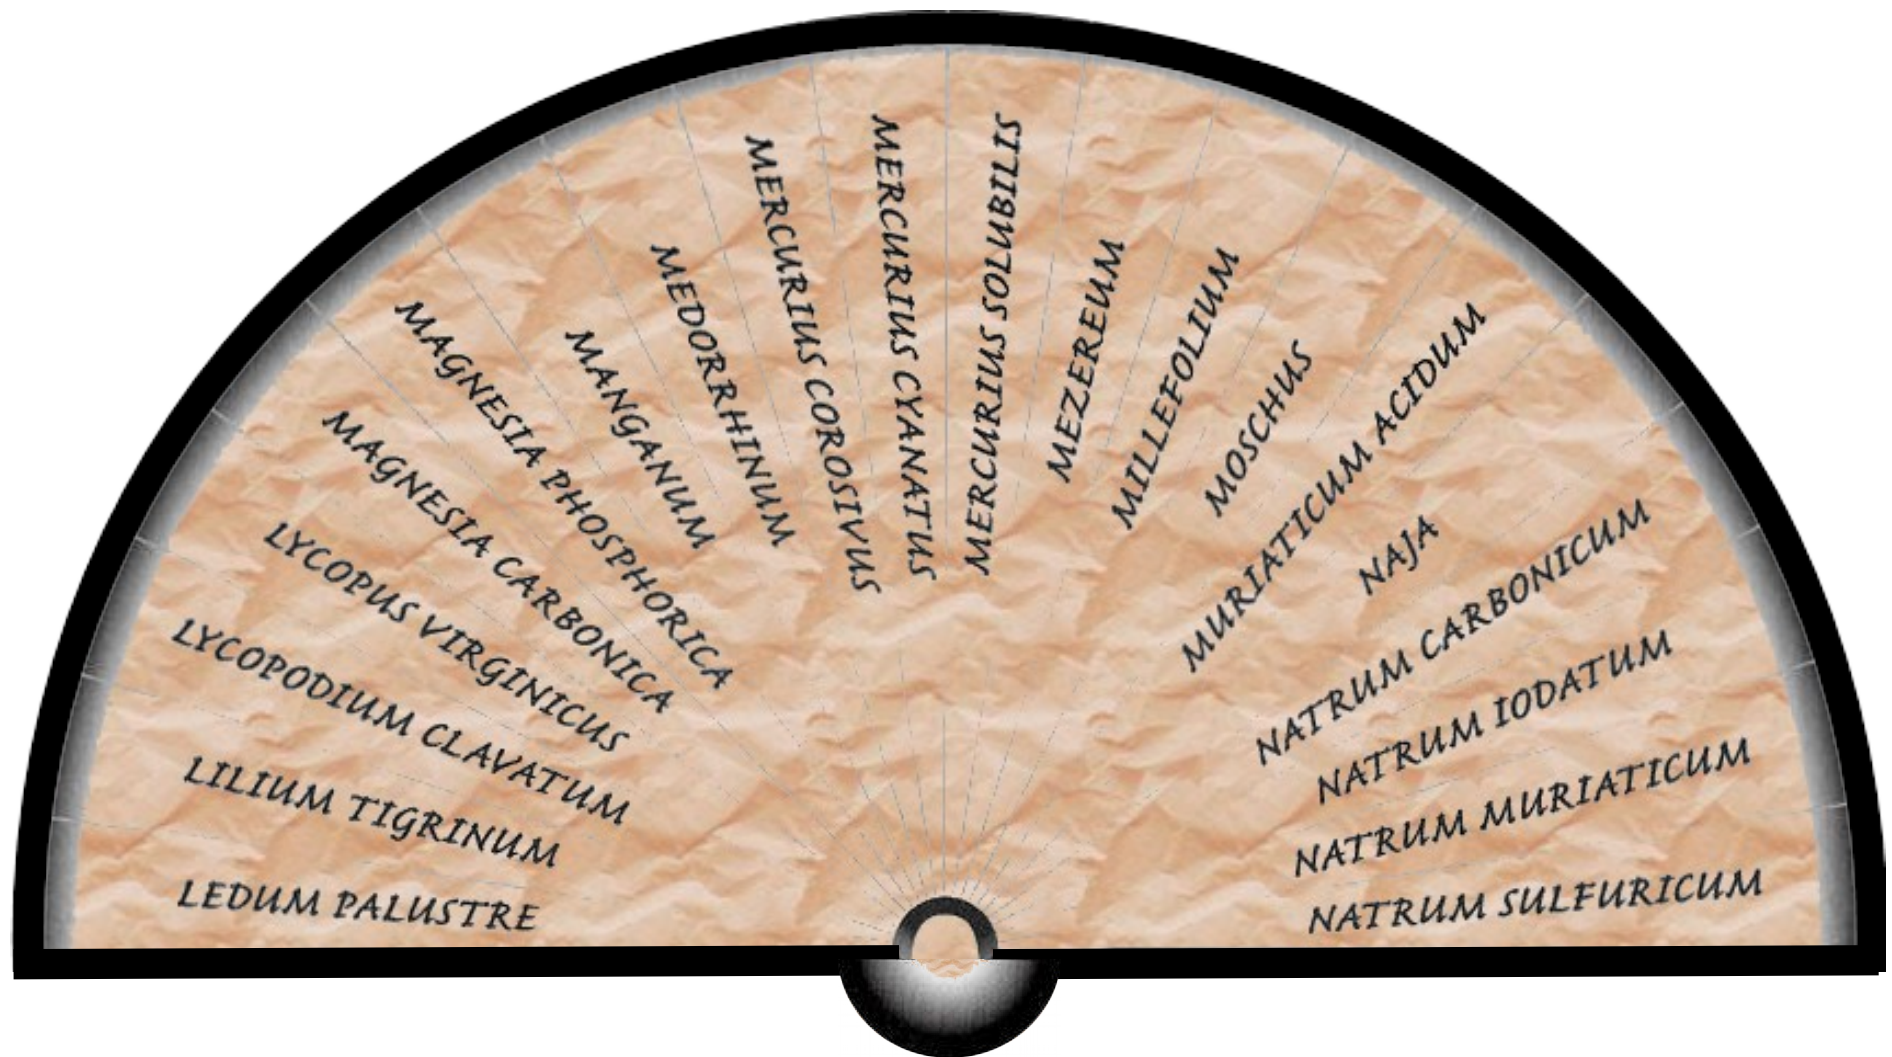 LEDUM PALUSTRE
LILIUM TIGRINUM
LYCOPODIUM CLAVATUM
LYCOPUS VIRGINICUS
MAGNESIA CARBONICA
MAGNESIA PHOSPHORICA
MANGANUM
MEDORRHINUM
MERCURIUS COROSIVUS
MERCURIUS CYANATUS
MERCURIUS SOLUBILIS
MEZEREUM
MILLEFOLIUM
MOSCHUS
MURIATICUM ACIDUM
NAJA
NATRUM CARBONICUM
NATRUM IODATUM
NATRUM MURIATICUM
NATRUM SULFURICUM